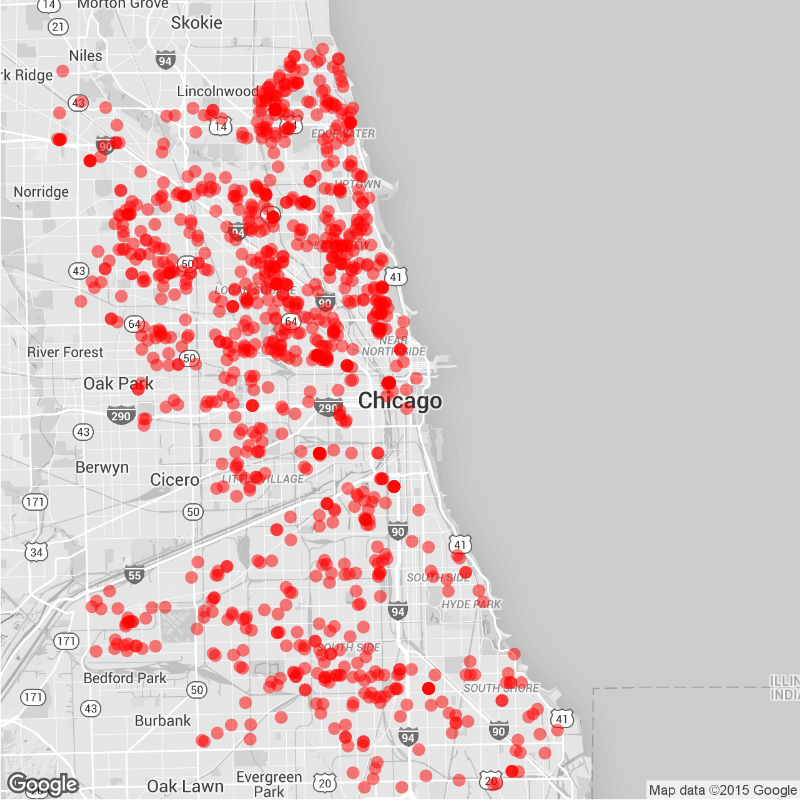 14
Morton Grove
21
Skokie
Niles
94
rk Ridge
Lincolnwood
43
14
EDGEWATER
90
Norridge
UPTOWN
94
50
43
41
LOGAN SQUARE
90
64
64
NEAR
NORTH SIDE
River Forest
50
Oak Park
Chicago
290
290
43
Berwyn
Cicero
LITTLE VILLAGE
171
50
90
34
41
55
SOUTH SIDE
HYDE PARK
94
171
SOUTH SIDE
Bedford Park
50
SOUTH SHORE
ILLIN
INDIA
171
43
Burbank
41
90
94
Oak Lawn
Evergreen
Park
20
20
Google
Map data ©2015 Google